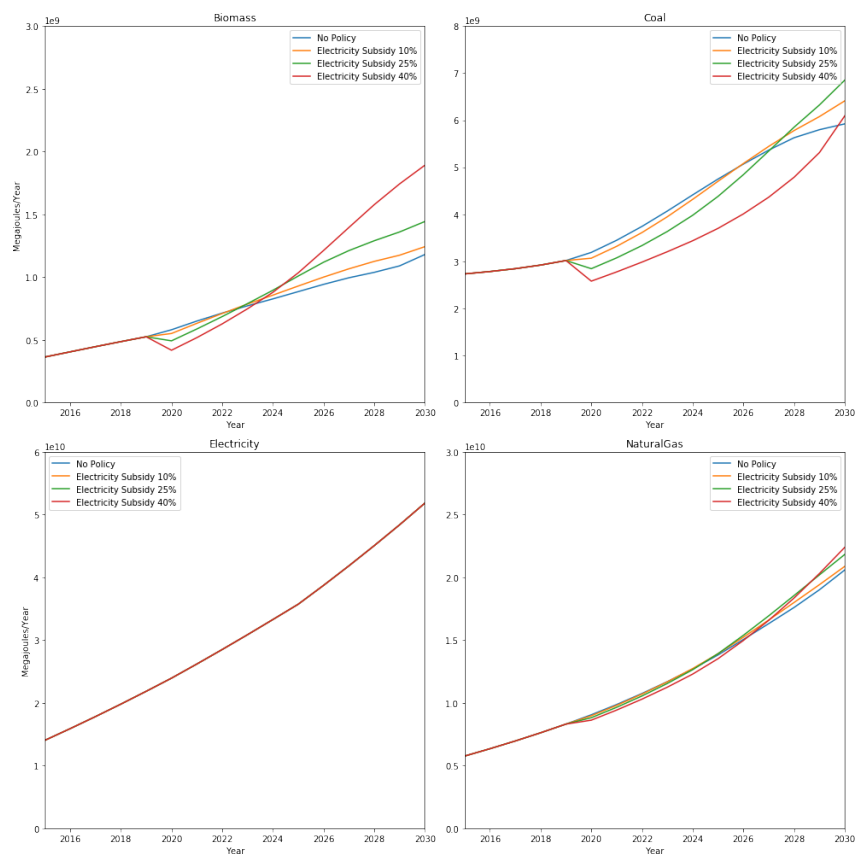 Biomass
1e9
3.0
2.5
2.0
1.5
1.0
0.5
0.0
Megajoules/Year
No Policy
Electricity Subsidy 10%
Electricity Subsidy 25%
Electricity Subsidy 40%
2016 2018 2020 2022 2024 2026 2028 2030
Year
Coal
1e9
8
7
6
5
4
3
2
1
0
No Policy
Electricity Subsidy 10%
Electricity Subsidy 25%
Electricity Subsidy 40%
2016 2018 2020 2022 2024 2026 2028 2030
Year
Electricity
1e10
6
5
4
3
2
1
0
Megajoules/Year
No Policy
Electricity Subsidy 10%
Electricity Subsidy 25%
Electricity Subsidy 40%
2016 2018 2020 2022 2024 2026 2028 2030
Year
NaturalGas
1e10
3.0
2.5
2.0
1.5
1.0
0.5
0.0
No Policy
Electricity Subsidy 10%
Electricity Subsidy 25%
Electricity Subsidy 40%
2016 2018 2020 2022 2024 2026 2028 2030
Year